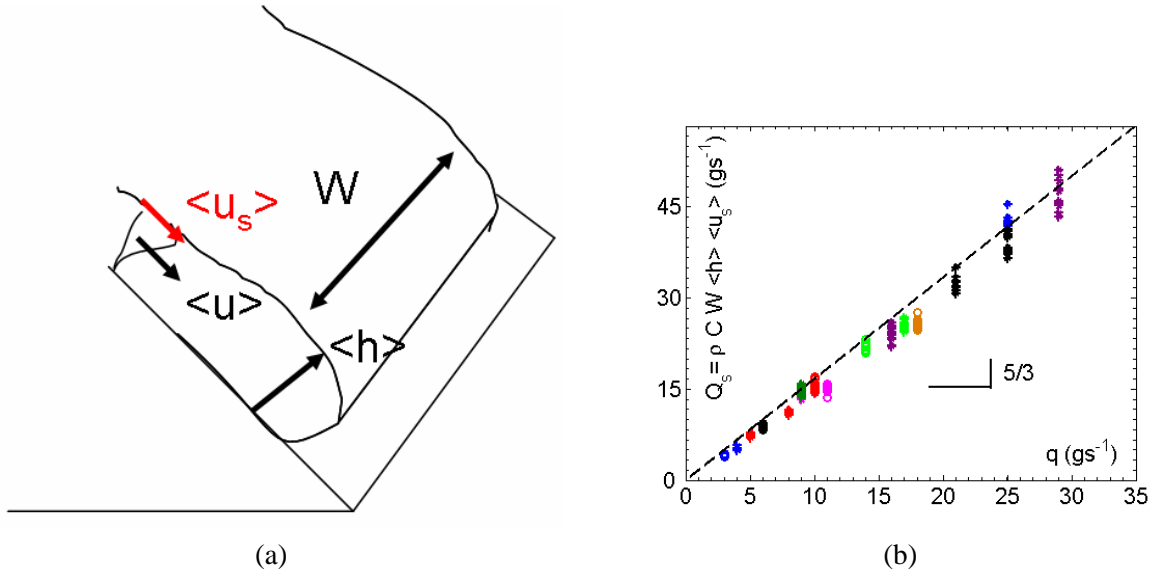 W
<u_s>
<u>
<h>
(a)
Q_s = ρ C W <h> <u_s> (gs⁻¹)
45
30
15
0
5/3
q (gs⁻¹)
0 5 10 15 20 25 30 35
(b)